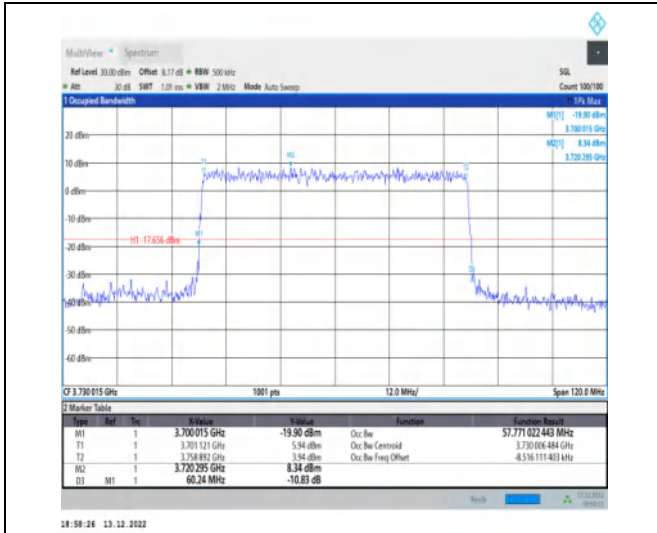 MultiView Spectrum
Ref Level 30.00 dBm Offset 8.17 dB RBW 500 kHz SGL
Att 30 dB SWT 1.01 ms VBW 2 MHz Mode Auto Sweep Count 100/100
1 Occupied Bandwidth 1Pk Max
M1[1] -19.90 dBm
3.700 015 GHz
M2[1] 8.34 dBm
3.720 295 GHz
20 dBm
T1 M2 T2
10 dBm
0 dBm
-10 dBm
H1 -17.656 dBm M1
-20 dBm
D3
-30 dBm
-40 dBm
-50 dBm
-60 dBm
CF 3.730 015 GHz 1001 pts 12.0 MHz/ Span 120.0 MHz
2 Marker Table
Type Ref Trc X-Value Y-Value Function Function Result
M1 1 3.700 015 GHz -19.90 dBm Occ Bw 57.771 022 443 MHz
T1 1 3.701 121 GHz 5.94 dBm Occ Bw Centroid 3.730 006 484 GHz
T2 1 3.758 892 GHz 3.94 dBm Occ Bw Freq Offset -8.516 111 403 kHz
M2 1 3.720 295 GHz 8.34 dBm
D3 M1 1 60.24 MHz -10.83 dB
Ready
18:58:26 13.12.2022